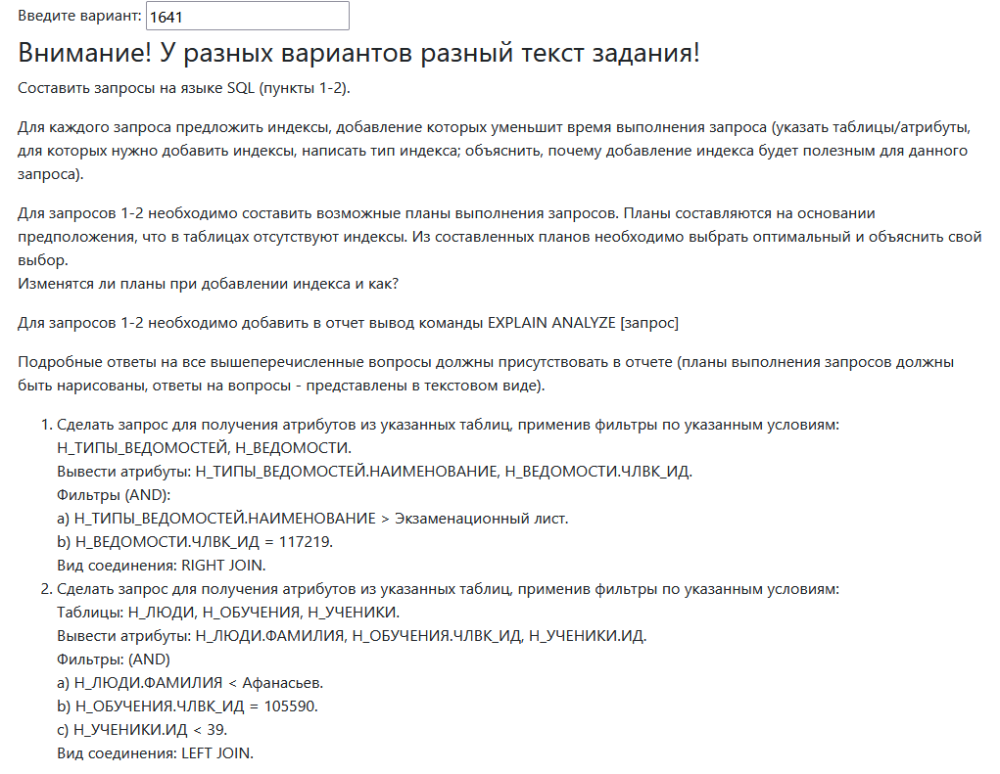 Введите вариант: 1641
Внимание! У разных вариантов разный текст задания!
Составить запросы на языке SQL (пункты 1-2).
Для каждого запроса предложить индексы, добавление которых уменьшит время выполнения запроса (указать таблицы/атрибуты,
для которых нужно добавить индексы, написать тип индекса; объяснить, почему добавление индекса будет полезным для данного
запроса).
Для запросов 1-2 необходимо составить возможные планы выполнения запросов. Планы составляются на основании
предположения, что в таблицах отсутствуют индексы. Из составленных планов необходимо выбрать оптимальный и объяснить свой
выбор.
Изменятся ли планы при добавлении индекса и как?
Для запросов 1-2 необходимо добавить в отчет вывод команды EXPLAIN ANALYZE [запрос]
Подробные ответы на все вышеперечисленные вопросы должны присутствовать в отчете (планы выполнения запросов должны
быть нарисованы, ответы на вопросы - представлены в текстовом виде).
1. Сделать запрос для получения атрибутов из указанных таблиц, применив фильтры по указанным условиям:
Н_ТИПЫ_ВЕДОМОСТЕЙ, Н_ВЕДОМОСТИ.
Вывести атрибуты: Н_ТИПЫ_ВЕДОМОСТЕЙ.НАИМЕНОВАНИЕ, Н_ВЕДОМОСТИ.ЧЛВК_ИД.
Фильтры (AND):
a) Н_ТИПЫ_ВЕДОМОСТЕЙ.НАИМЕНОВАНИЕ > Экзаменационный лист.
b) Н_ВЕДОМОСТИ.ЧЛВК_ИД = 117219.
Вид соединения: RIGHT JOIN.
2. Сделать запрос для получения атрибутов из указанных таблиц, применив фильтры по указанным условиям:
Таблицы: Н_ЛЮДИ, Н_ОБУЧЕНИЯ, Н_УЧЕНИКИ.
Вывести атрибуты: Н_ЛЮДИ.ФАМИЛИЯ, Н_ОБУЧЕНИЯ.ЧЛВК_ИД, Н_УЧЕНИКИ.ИД.
Фильтры: (AND)
a) Н_ЛЮДИ.ФАМИЛИЯ < Афанасьев.
b) Н_ОБУЧЕНИЯ.ЧЛВК_ИД = 105590.
c) Н_УЧЕНИКИ.ИД < 39.
Вид соединения: LEFT JOIN.